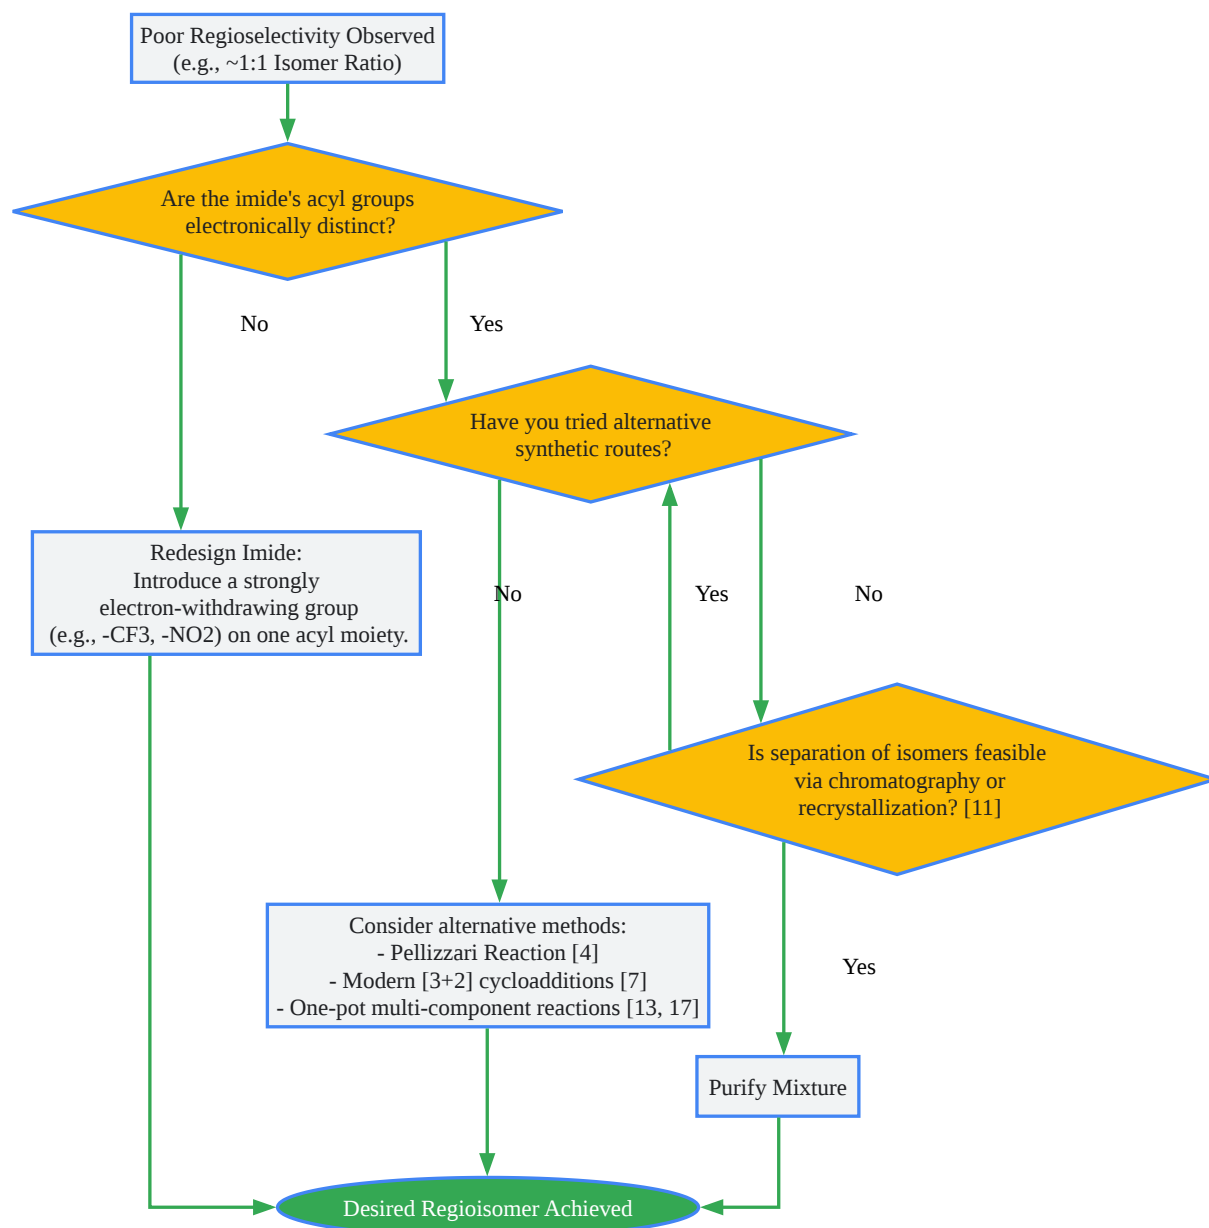 Poor Regioselectivity Observed
(e.g., ~1:1 Isomer Ratio)
Are the imide's acyl groups
electronically distinct?
No
Yes
Have you tried alternative
synthetic routes?
Redesign Imide:
Introduce a strongly
electron-withdrawing group
(e.g., -CF3, -NO2) on one acyl moiety.
No
Yes
No
Is separation of isomers feasible
via chromatography or
recrystallization? [11]
Consider alternative methods:
- Pellizzari Reaction [4]
- Modern [3+2] cycloadditions [7]
- One-pot multi-component reactions [13, 17]
Yes
Purify Mixture
Desired Regioisomer Achieved